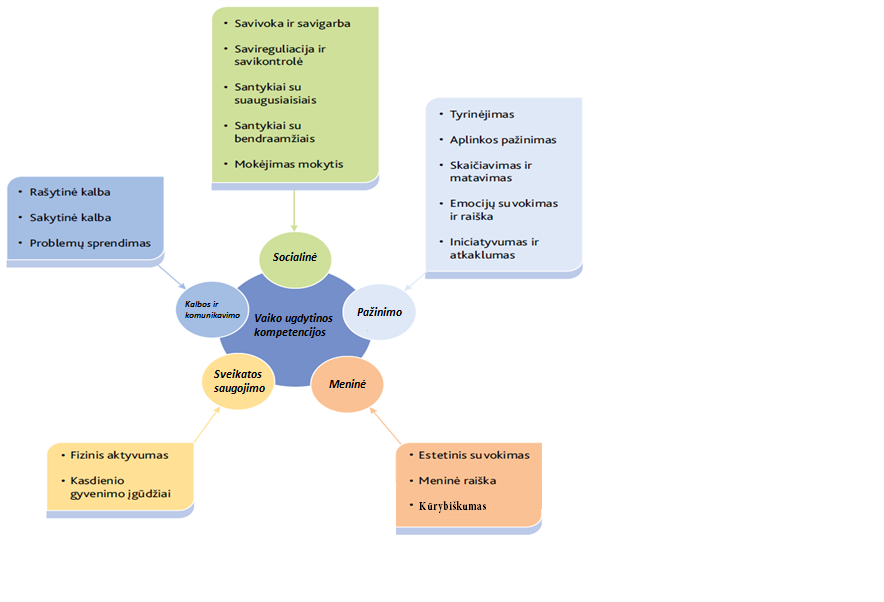 • Savivoka ir savigarba
• Savireguliacija ir
savikontrolė
• Santykiai su
suaugusiaisiais
• Santykiai su
bendraamžiais
• Mokėjimas mokytis
• Tyrinėjimas
• Aplinkos pažinimas
• Skaičiavimas ir
matavimas
• Emocijų suvokimas
ir raiška
• Iniciatyvumas ir
atkaklumas
• Rašytinė kalba
• Sakytinė kalba
• Problemų sprendimas
Socialinė
Kalbos ir
komunikavimo
Vaiko ugdytinos
kompetencijos
Pažinimo
Sveikatos
saugojimo
Meninė
• Fizinis aktyvumas
• Kasdienio
gyvenimo įgūdžiai
• Estetinis suvokimas
• Meninė raiška
• Kūrybiškumas